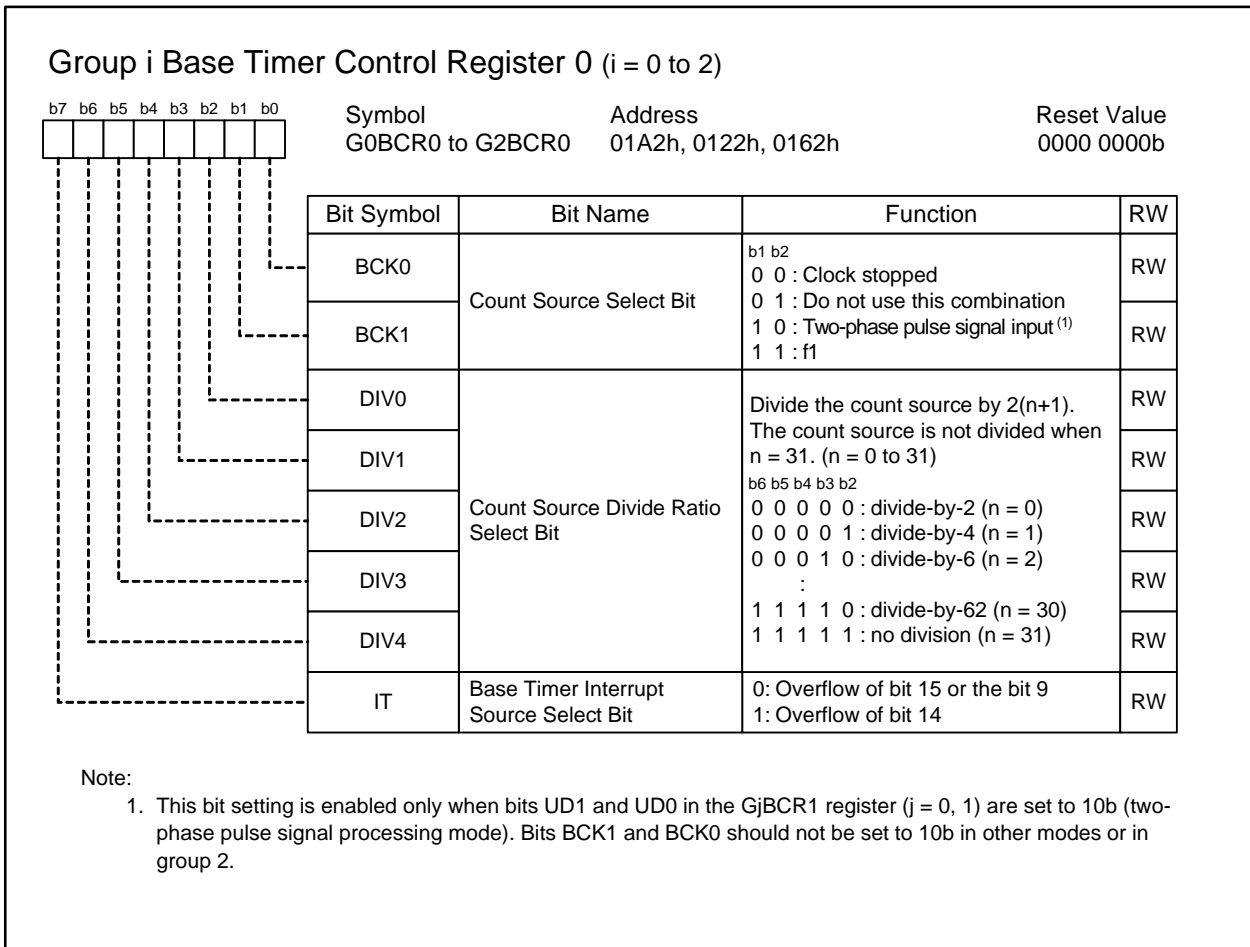 Group i Base Timer Control Register 0 (i = 0 to 2)
b7 b6 b5 b4 b3 b2 b1 b0
Symbol Address Reset Value
G0BCR0 to G2BCR0 01A2h, 0122h, 0162h 0000 0000b
Bit Symbol Bit Name Function RW
BCK0
BCK1
Count Source Select Bit
b1 b2
0 0 : Clock stopped
0 1 : Do not use this combination
1 0 : Two-phase pulse signal input (1)
1 1 : f1
RW
RW
DIV0
DIV1
DIV2
DIV3
DIV4
Count Source Divide Ratio
Select Bit
Divide the count source by 2(n+1).
The count source is not divided when
n = 31. (n = 0 to 31)
b6 b5 b4 b3 b2
0 0 0 0 0 : divide-by-2 (n = 0)
0 0 0 0 1 : divide-by-4 (n = 1)
0 0 0 1 0 : divide-by-6 (n = 2)
:
1 1 1 1 0 : divide-by-62 (n = 30)
1 1 1 1 1 : no division (n = 31)
RW
RW
RW
RW
RW
IT
Base Timer Interrupt
Source Select Bit
0: Overflow of bit 15 or the bit 9
1: Overflow of bit 14
RW
Note:
1. This bit setting is enabled only when bits UD1 and UD0 in the GjBCR1 register (j = 0, 1) are set to 10b (two-
phase pulse signal processing mode). Bits BCK1 and BCK0 should not be set to 10b in other modes or in
group 2.